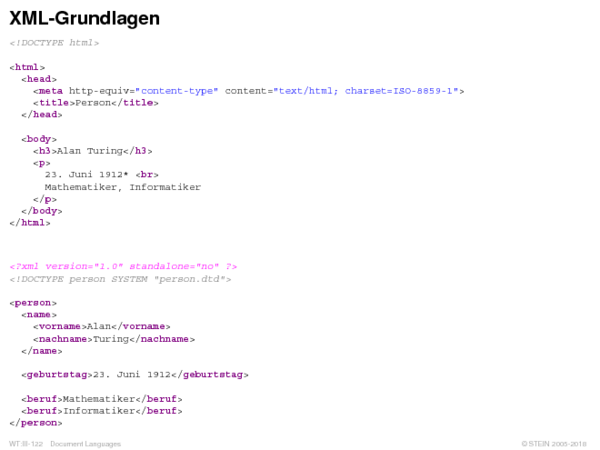 XML-Grundlagen
<!DOCTYPE html>
<html>
<head>
<meta http-equiv="content-type" content="text/html; charset=ISO-8859-1">
<title>Person</title>
</head>
<body>
<h3>Alan Turing</h3>
<p>
23. Juni 1912* <br>
Mathematiker, Informatiker
</p>
</body>
</html>
<?xml version="1.0" standalone="no" ?>
<!DOCTYPE person SYSTEM "person.dtd">
<person>
<name>
<vorname>Alan</vorname>
<nachname>Turing</nachname>
</name>
<geburtstag>23. Juni 1912</geburtstag>
<beruf>Mathematiker</beruf>
<beruf>Informatiker</beruf>
</person>
WT:III-122 Document Languages © STEIN 2005-2018